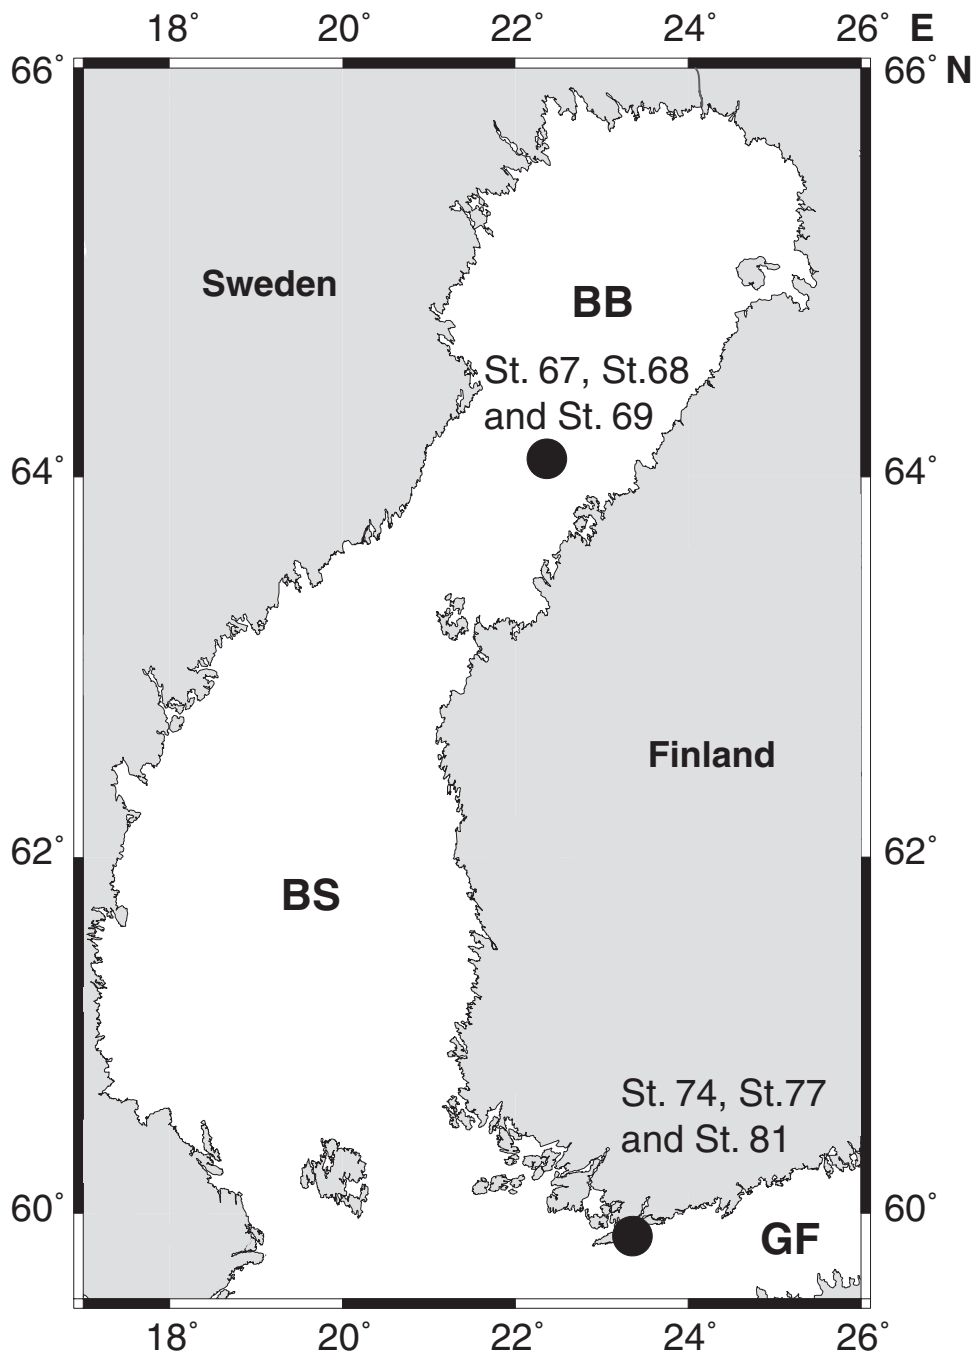 18° 20° 22° 24° 26° E
66° 66° N
Sweden
BB
St. 67, St.68
and St. 69
64° 64°
Finland
62° 62°
BS
St. 74, St.77
and St. 81
60° 60°
GF
18° 20° 22° 24° 26°